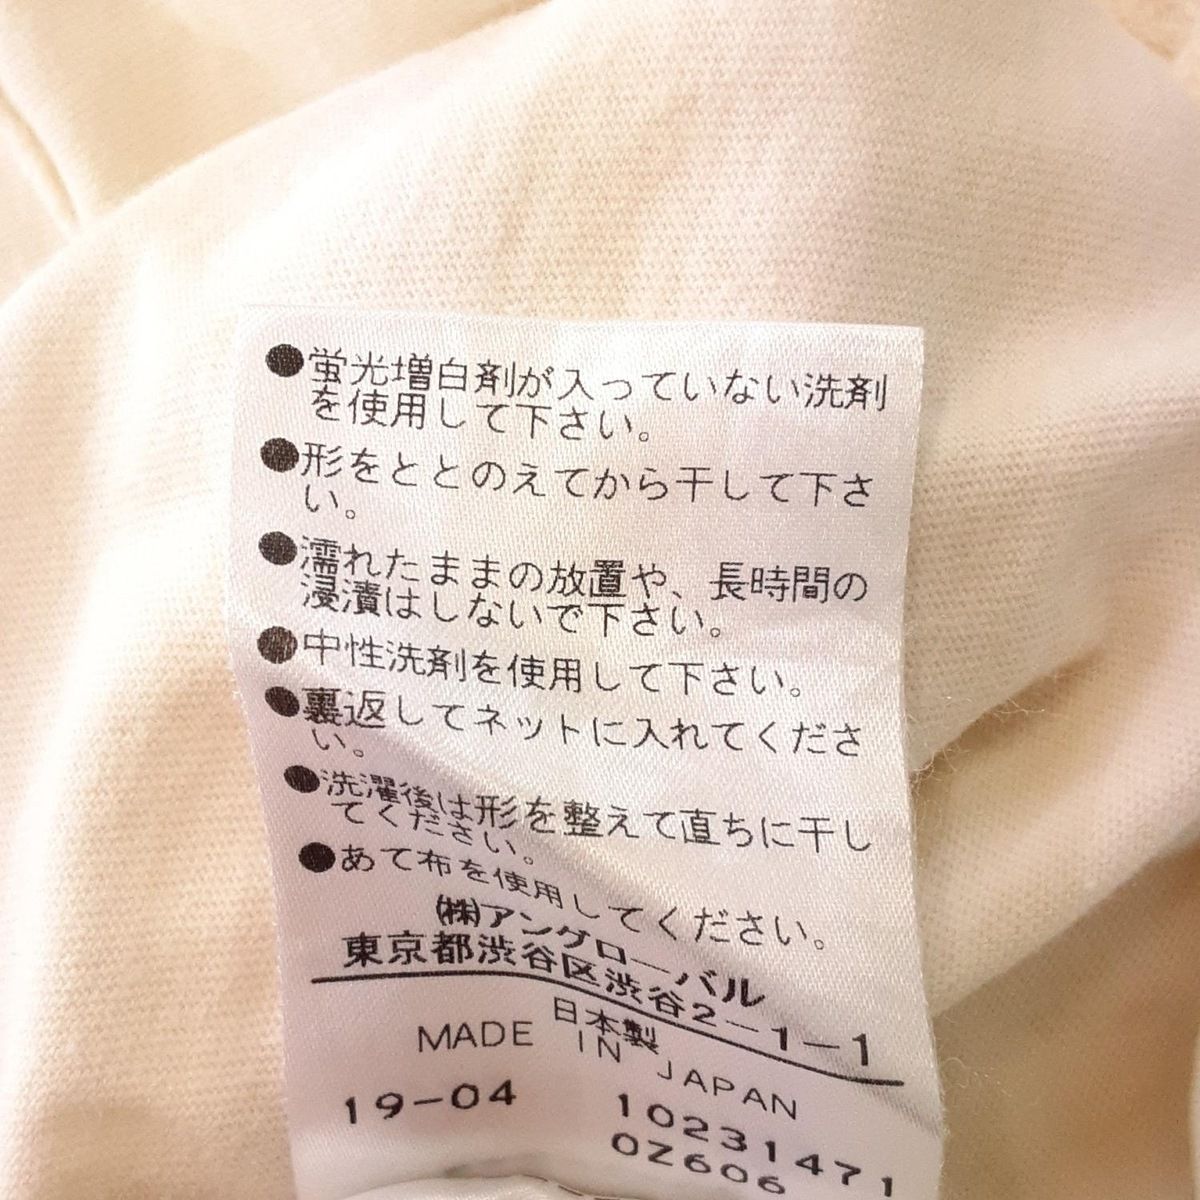 ●蛍光増白剤が入っていない洗剤
を使用して下さい。
●形をととのえてから干して下さ
い。
●濡れたままの放置や、長時間の
浸漬はしないで下さい。
●中性洗剤を使用して下さい。
●裏返してネットに入れてくださ
い。
●洗濯後は形を整えて直ちに干し
てください。
●あて布を使用してください。
㈱アングローバル
東京都渋谷区渋谷2-1-1
日本製
MADE IN JAPAN
19-04 10231471
0Z606